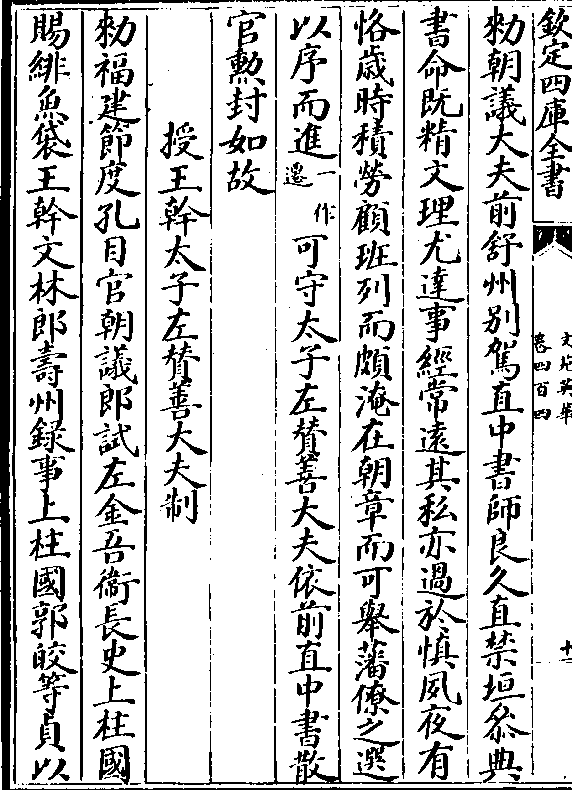 欽定四庫全書
文苑英華
卷四百四
十一
勅朝議大夫前舒州別駕直中書師良久直禁垣叅典
書命既精文理尤達事經常遠其私亦過於慎夙夜有
恪歲時積勞顧班列而頗淹在朝章而可舉藩僚之選
以序而進一作遷可守太子左賛善大夫依前直中書散
官勲封如故
授王幹太子左賛善大夫制
勅福建節度孔目官朝議郎試左金吾衛長史上柱國
賜緋魚袋王幹文林郎壽州録事上柱國郭皎等員以